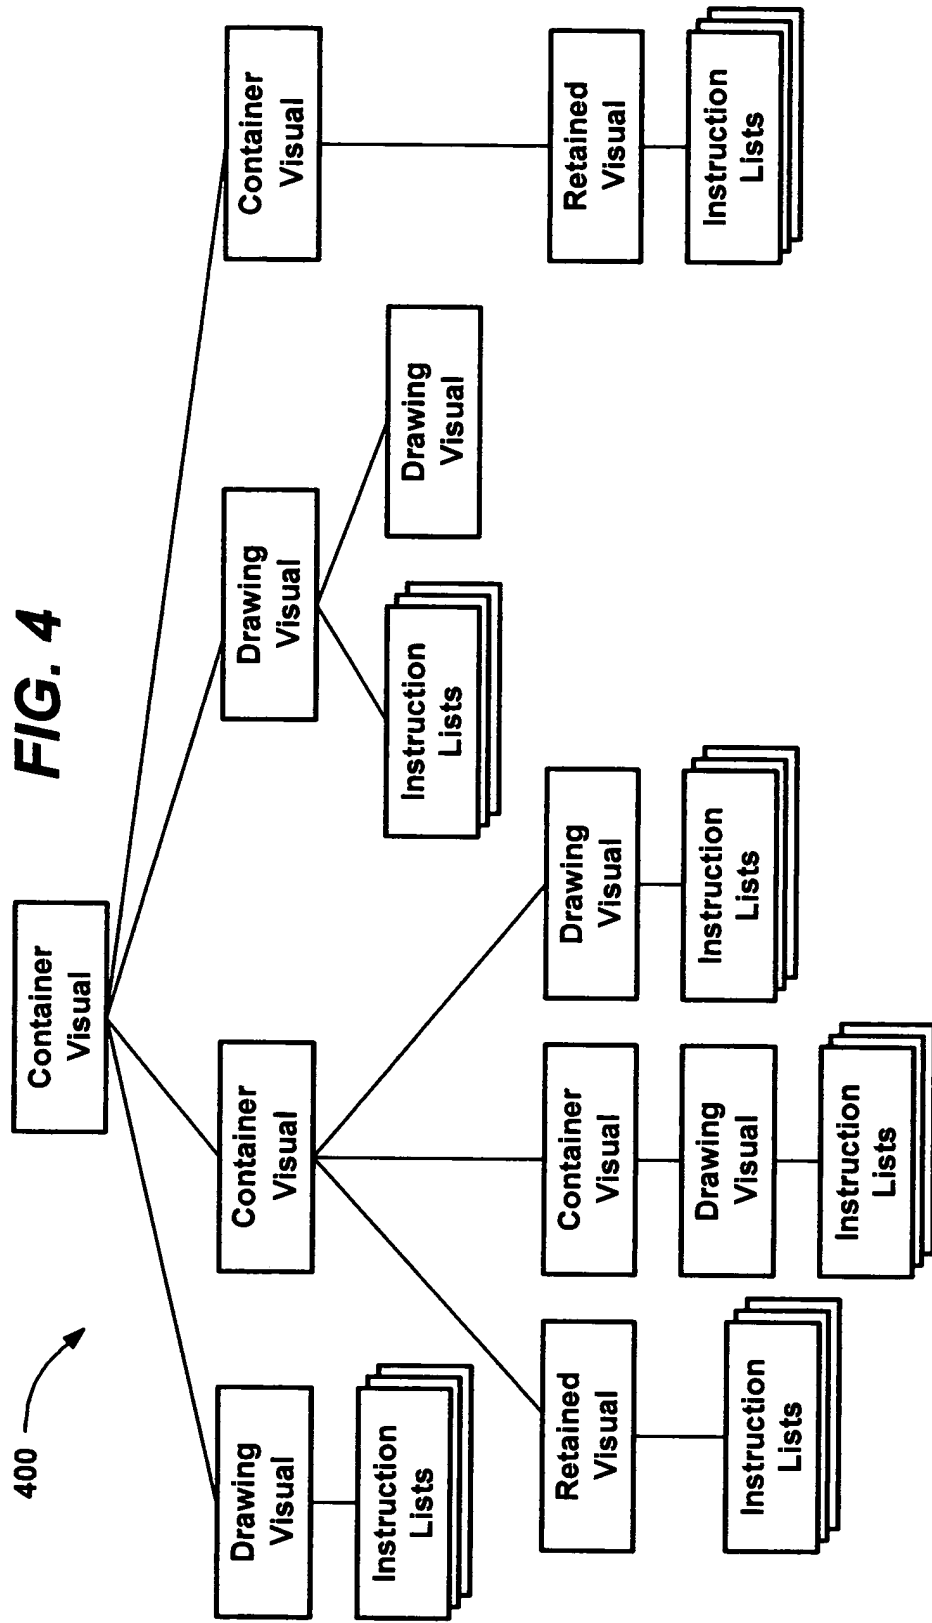 FIG. 4
400
Container
Visual
Drawing
Visual
Container
Visual
Drawing
Visual
Container
Visual
Instruction
Lists
Instruction
Lists
Drawing
Visual
Retained
Visual
Container
Visual
Drawing
Visual
Retained
Visual
Instruction
Lists
Drawing
Visual
Instruction
Lists
Instruction
Lists
Instruction
Lists